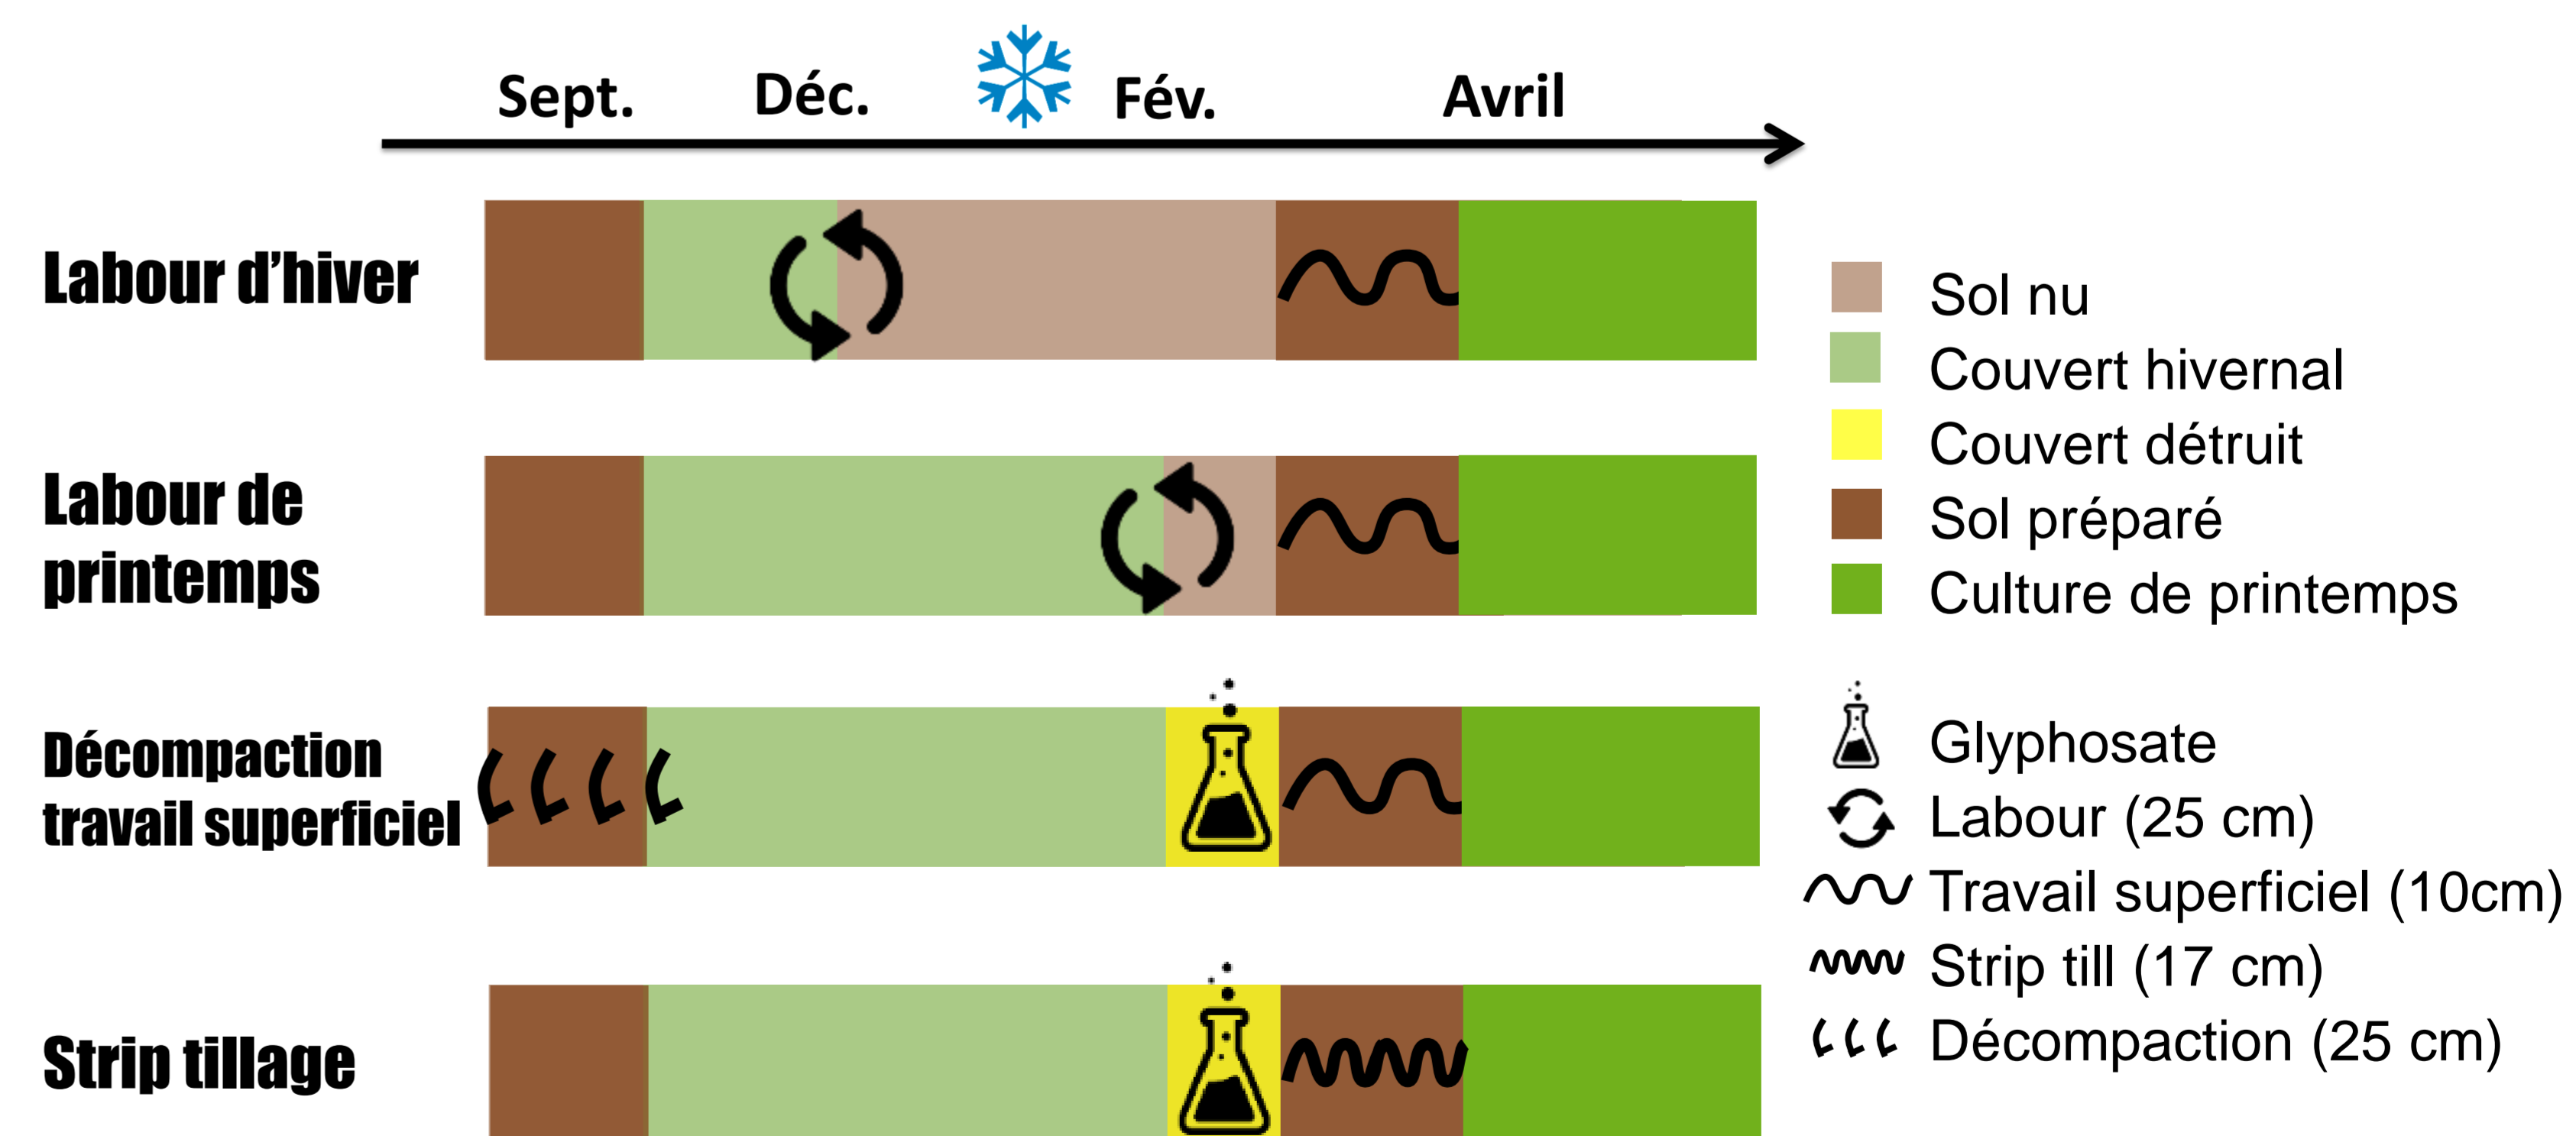 Sept. Déc. Fév. Avril
Labour d'hiver
Labour de
printemps
Décompaction
travail superficiel
Strip tillage
Sol nu
Couvert hivernal
Couvert détruit
Sol préparé
Culture de printemps
Glyphosate
Labour (25 cm)
Travail superficiel (10cm)
Strip till (17 cm)
Décompaction (25 cm)